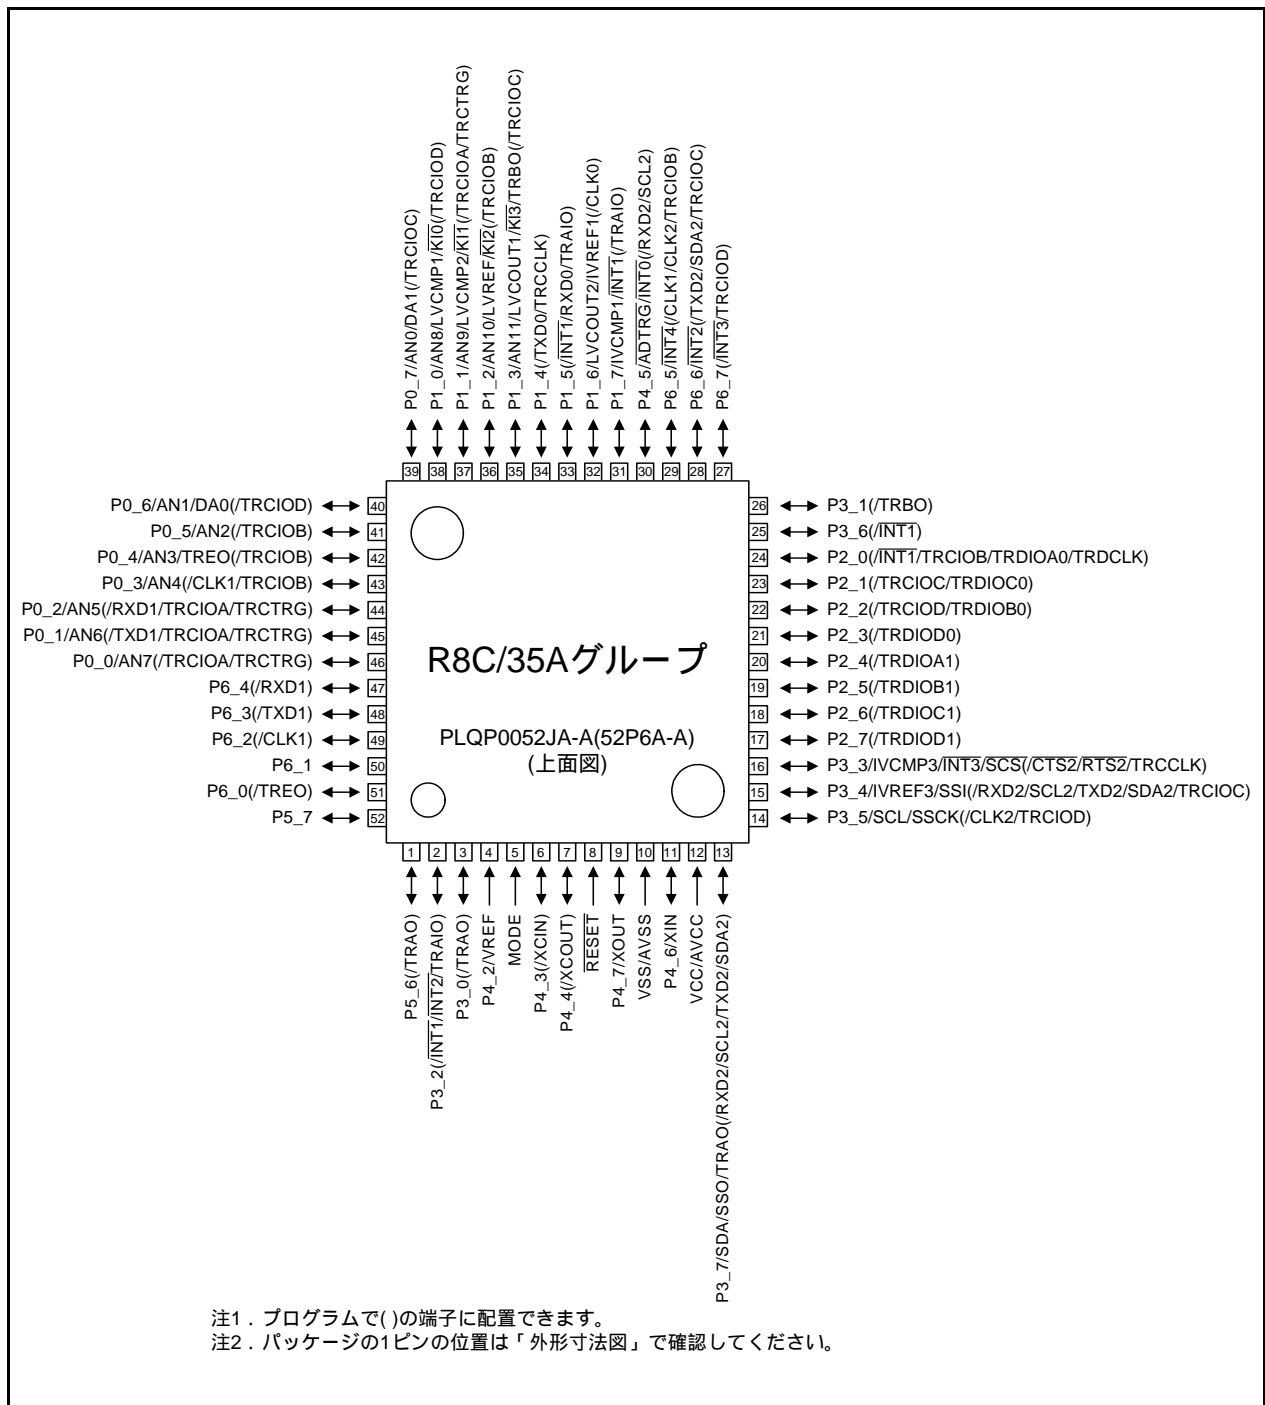 P0_7/AN0/DA1(/TRCIOC)
P1_0/AN8/LVCMP1/KI0(/TRCIOD)
P1_1/AN9/LVCMP2/KI1(/TRCIOA/TRCTRG)
P1_2/AN10/LVREF/KI2(/TRCIOB)
P1_3/AN11/LVCOUT1/KI3/TRBO(/TRCIOC)
P1_4(/TXD0/TRCCLK)
P1_5(/INT1/RXD0/TRAIO)
P1_6/LVCOUT2/IVREF1(/CLK0)
P1_7/IVCMP1/INT1(/TRAIO)
P4_5/ADTRG/INT0(/RXD2/SCL2)
P6_5/INT4(/CLK1/CLK2/TRCIOB)
P6_6/INT2(/TXD2/SDA2/TRCIOC)
P6_7(/INT3/TRCIOD)
39 38 37 36 35 34 33 32 31 30 29 28 27
P0_6/AN1/DA0(/TRCIOD) 40
P0_5/AN2(/TRCIOB) 41
P0_4/AN3/TREO(/TRCIOB) 42
P0_3/AN4(/CLK1/TRCIOB) 43
P0_2/AN5(/RXD1/TRCIOA/TRCTRG) 44
P0_1/AN6(/TXD1/TRCIOA/TRCTRG) 45
P0_0/AN7(/TRCIOA/TRCTRG) 46
P6_4(/RXD1) 47
P6_3(/TXD1) 48
P6_2(/CLK1) 49
P6_1 50
P6_0(/TREO) 51
P5_7 52
R8C/35Aグループ
PLQP0052JA-A(52P6A-A)
(上面図)
26 P3_1(/TRBO)
25 P3_6(/INT1)
24 P2_0(/INT1/TRCIOB/TRDIOA0/TRDCLK)
23 P2_1(/TRCIOC/TRDIOC0)
22 P2_2(/TRCIOD/TRDIOB0)
21 P2_3(/TRDIOD0)
20 P2_4(/TRDIOA1)
19 P2_5(/TRDIOB1)
18 P2_6(/TRDIOC1)
17 P2_7(/TRDIOD1)
16 P3_3/IVCMP3/INT3/SCS(/CTS2/RTS2/TRCCLK)
15 P3_4/IVREF3/SSI(/RXD2/SCL2/TXD2/SDA2/TRCIOC)
14 P3_5/SCL/SSCK(/CLK2/TRCIOD)
1 2 3 4 5 6 7 8 9 10 11 12 13
P5_6(/TRAO)
P3_2(/INT1/INT2/TRAIO)
P3_0(/TRAO)
P4_2/VREF
MODE
P4_3(/XCIN)
P4_4(/XCOUT)
RESET
P4_7/XOUT
VSS/AVSS
P4_6/XIN
VCC/AVCC
P3_7/SDA/SSO/TRAO(/RXD2/SCL2/TXD2/SDA2)
注1．プログラムで( )の端子に配置できます。
注2．パッケージの1ピンの位置は「外形寸法図」で確認してください。